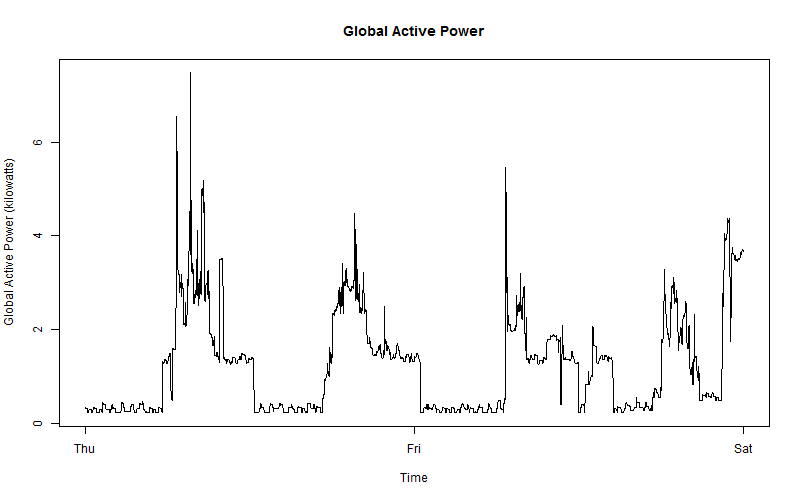 Global Active Power
Global Active Power (kilowatts)
6
4
2
0
Thu
Fri
Sat
Time